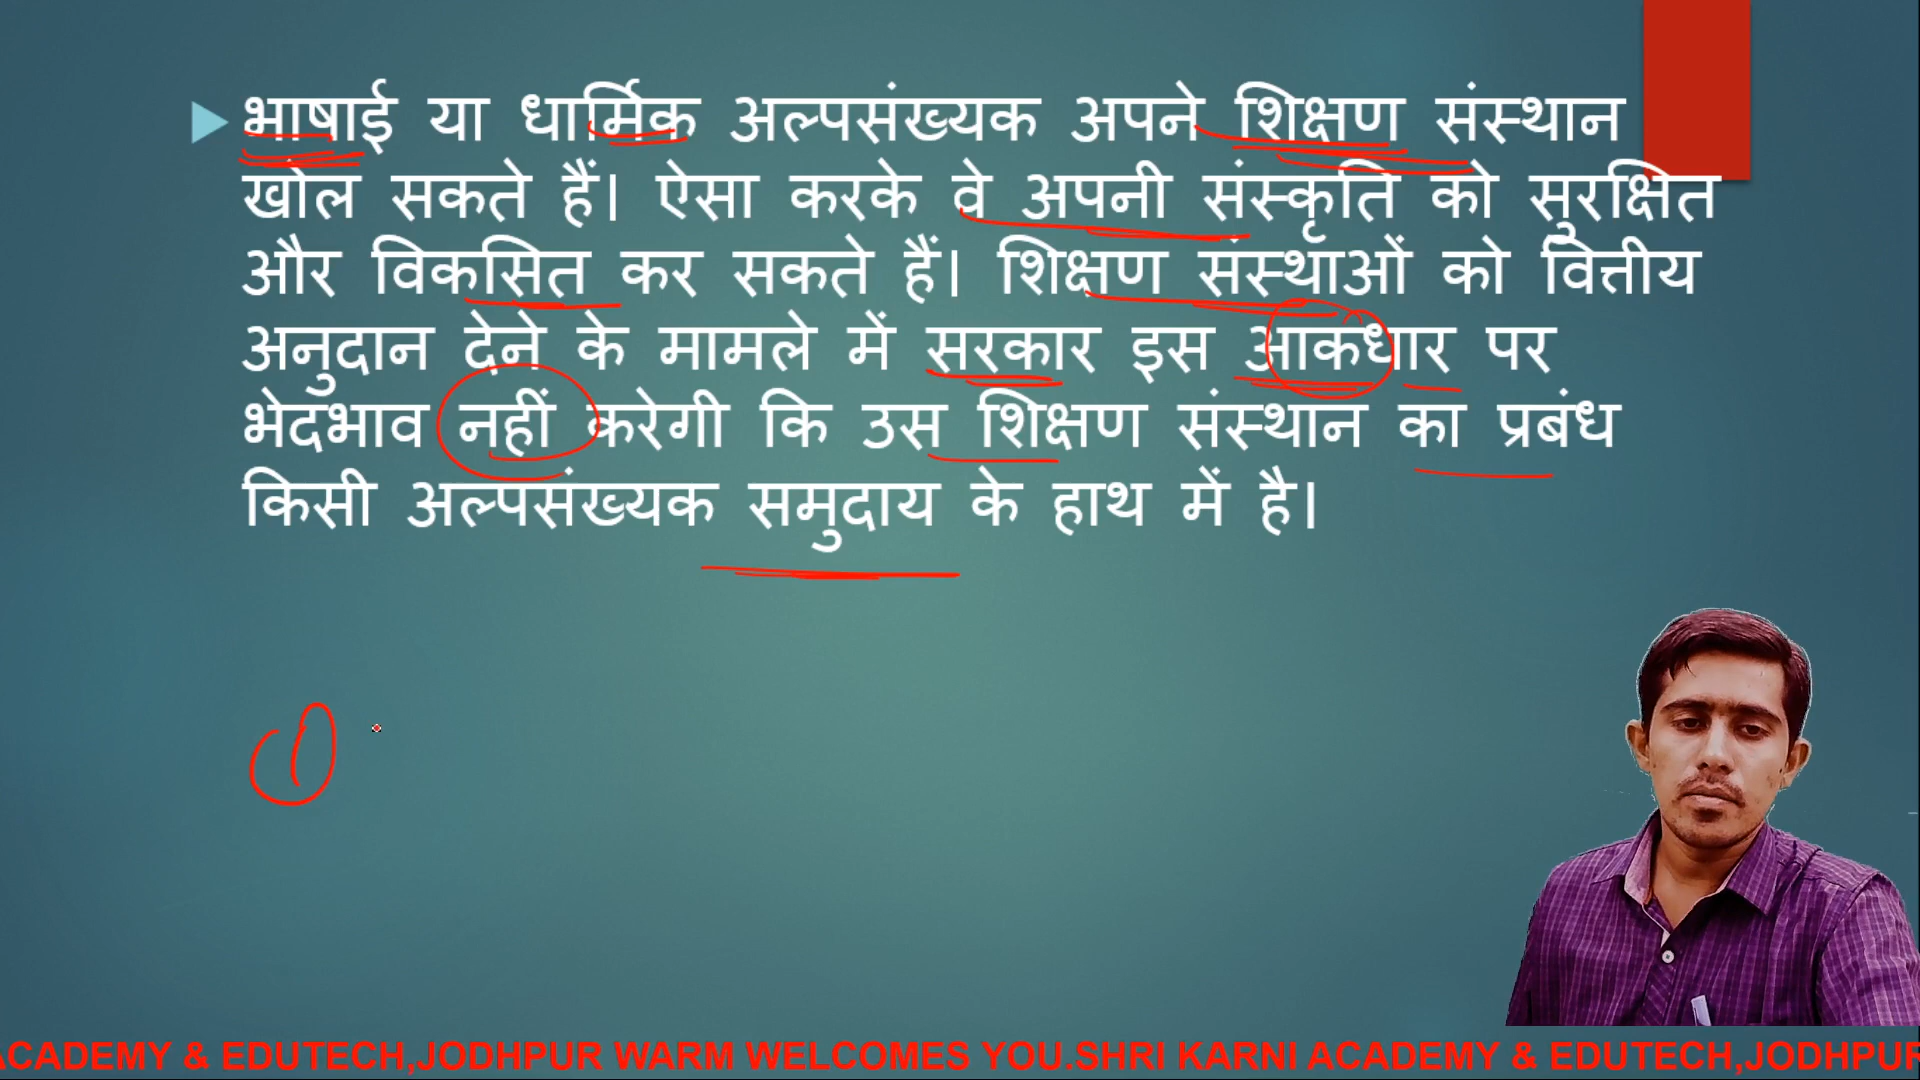 भाषाई या धार्मिक अल्पसंख्यक अपने शिक्षण संस्थान
खोल सकते हैं। ऐसा करके वे अपनी संस्कृति को सुरक्षित
और विकसित कर सकते हैं। शिक्षण संस्थाओं को वित्तीय
अनुदान देने के मामले में सरकार इस आकधार पर
भेदभाव नहीं करेगी कि उस शिक्षण संस्थान का प्रबंध
किसी अल्पसंख्यक समुदाय के हाथ में है।
ACADEMY & EDUTECH,JODHPUR WARM WELCOMES YOU.SHRI KARNI ACADEMY & EDUTECH,JODHPUR